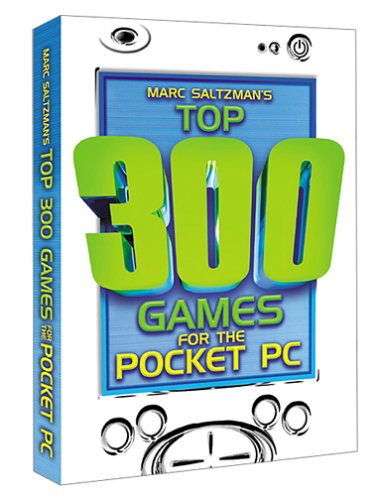 MARC SALTZMAN'S TOP 300 GAMES FOR THE POCKET PC
MARC SALTZMAN'S
TOP
300
GAMES
FOR THE
POCKET PC